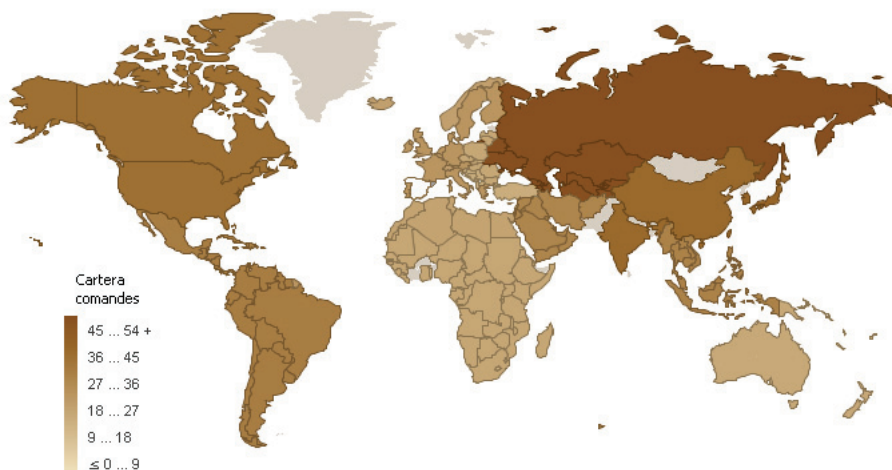 Cartera
comandes
45 ... 54 +
36 ... 45
27 ... 36
18 ... 27
9 ... 18
≤ 0 ... 9